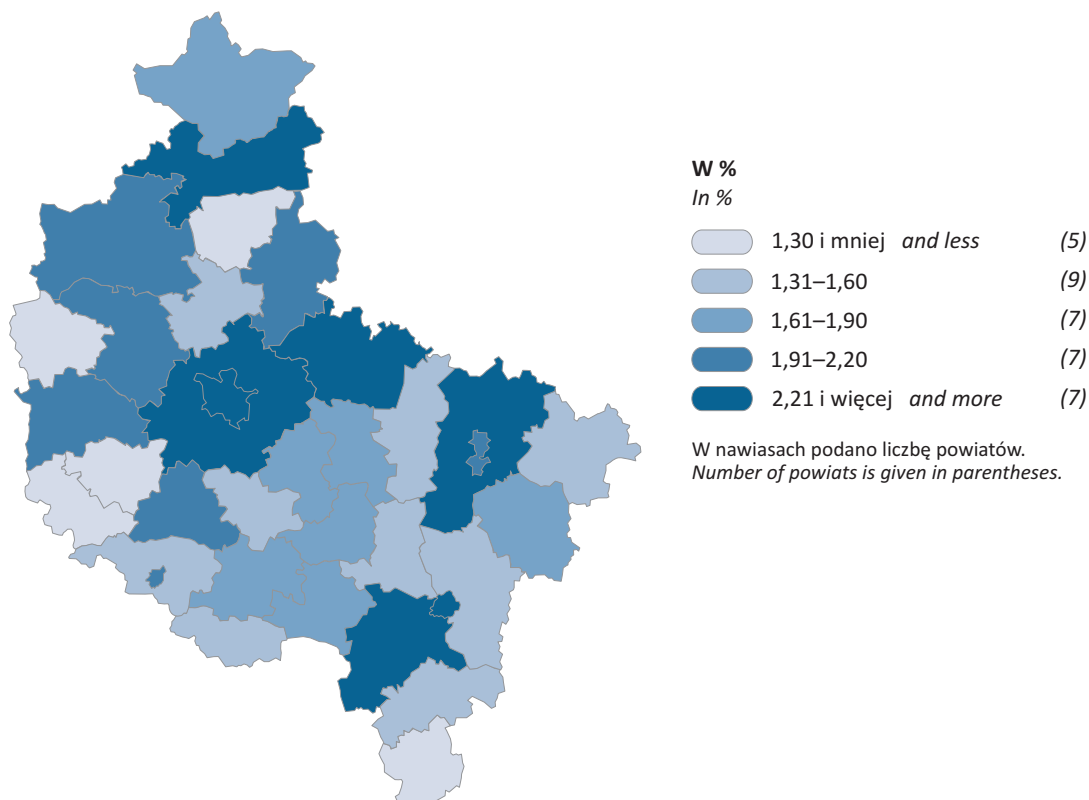 W %
In %
1,30 i mniej and less (5)
1,31–1,60 (9)
1,61–1,90 (7)
1,91–2,20 (7)
2,21 i więcej and more (7)
W nawiasach podano liczbę powiatów.
Number of powiats is given in parentheses.